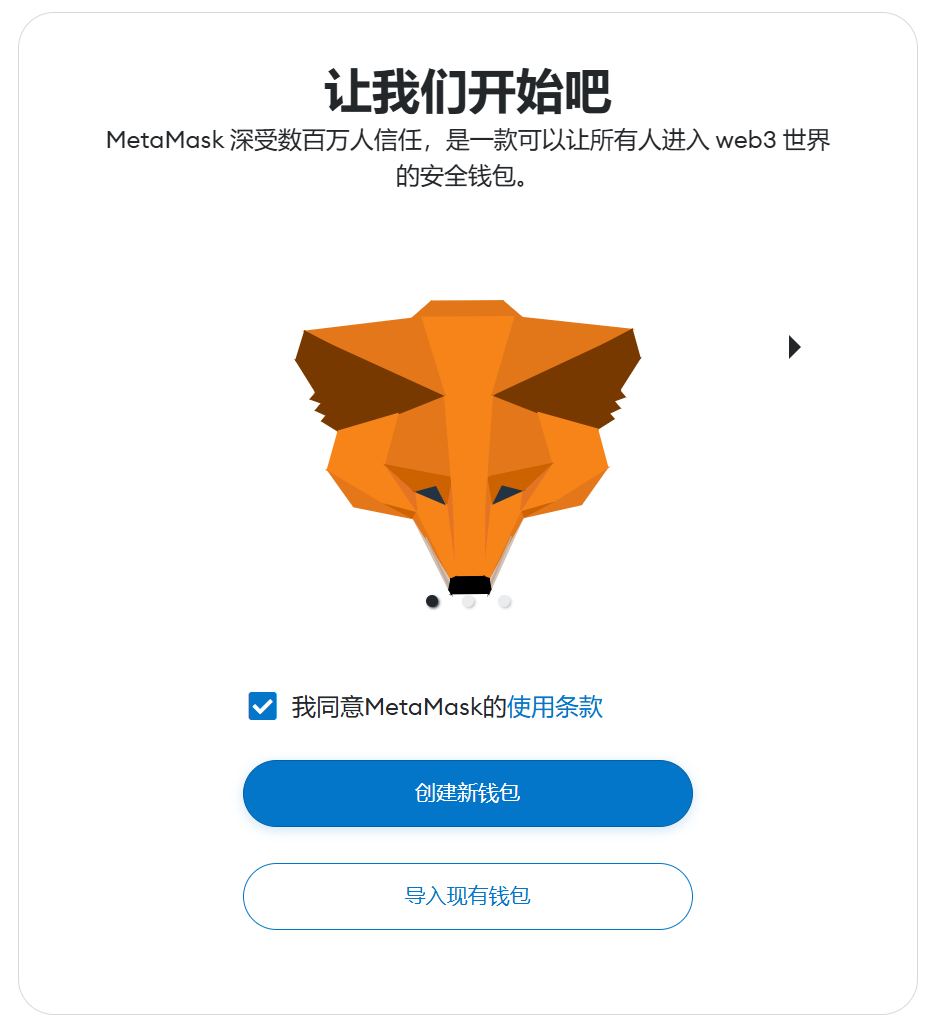 让我们开始吧
MetaMask 深受数百万人信任，是一款可以让所有人进入 web3 世界
的安全钱包。
我同意MetaMask的使用条款
创建新钱包
导入现有钱包